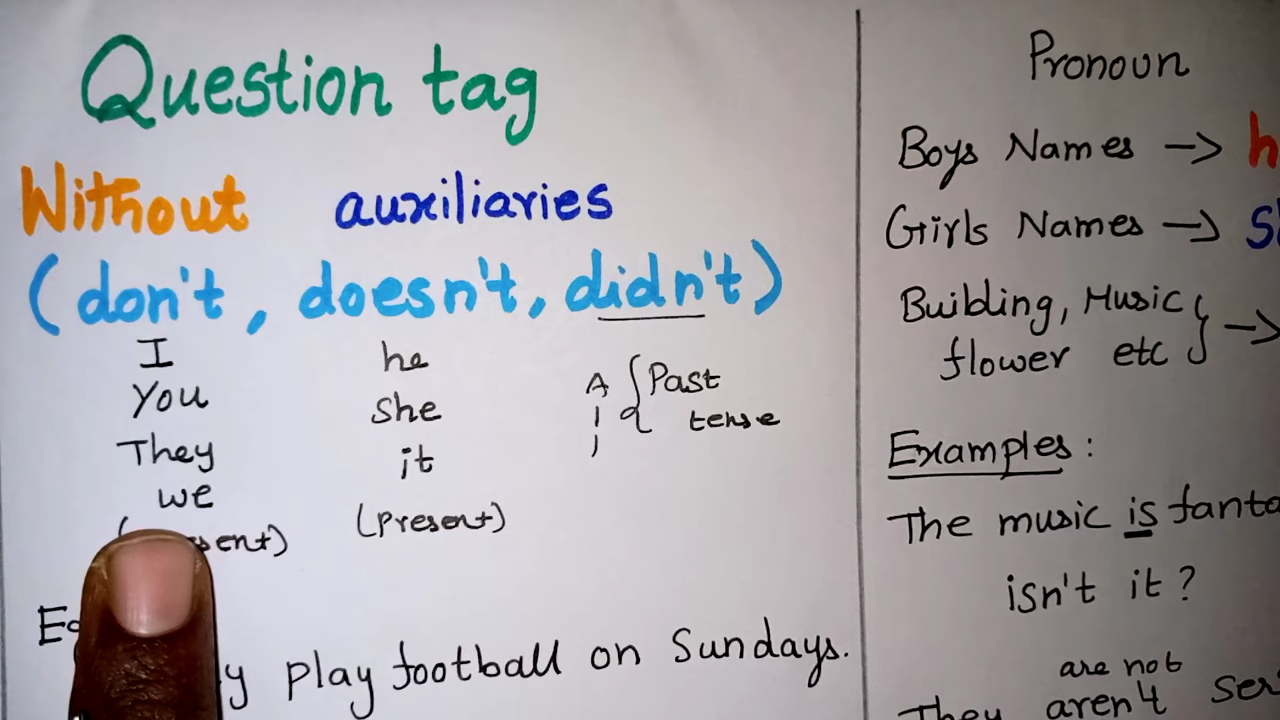 Question tag
Without auxiliaries
(don't, doesn't, didn't)
I he
You she A { Past
They it l tense
we l
(Present)
play football on Sundays.
Pronoun
Boys Names ->
Girls Names ->
Building, Music } ->
flower etc
Examples:
The music is
isn't it?
are not
They aren't